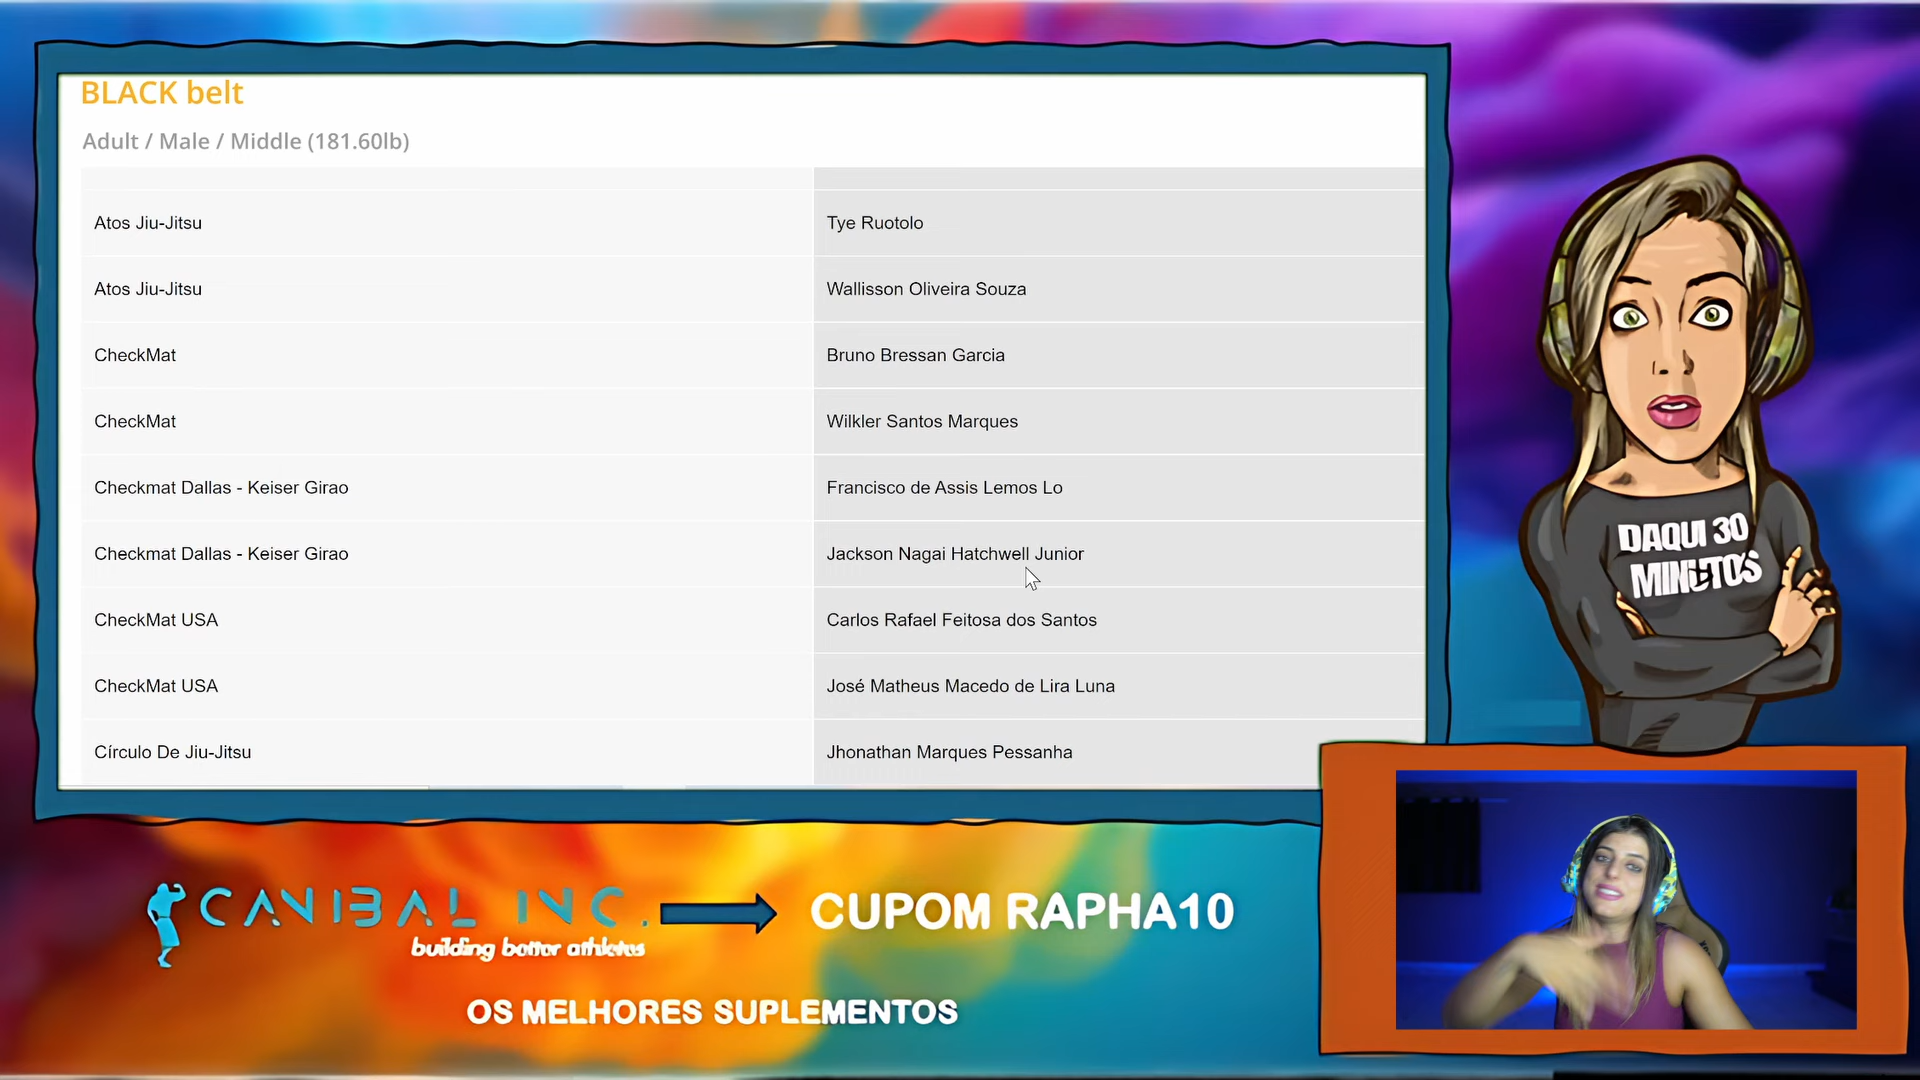 BLACK belt
Adult / Male / Middle (181.60lb)
Atos Jiu-Jitsu Tye Ruotolo
Atos Jiu-Jitsu Wallisson Oliveira Souza
CheckMat Bruno Bressan Garcia
CheckMat Wilkler Santos Marques
Checkmat Dallas - Keiser Girao Francisco de Assis Lemos Lo
Checkmat Dallas - Keiser Girao Jackson Nagai Hatchwell Junior
CheckMat USA Carlos Rafael Feitosa dos Santos
CheckMat USA José Matheus Macedo de Lira Luna
Círculo De Jiu-Jitsu Jhonathan Marques Pessanha
DAQUI 30
MINUTOS
CANIBAL INC.
building better athletes
CUPOM RAPHA10
OS MELHORES SUPLEMENTOS